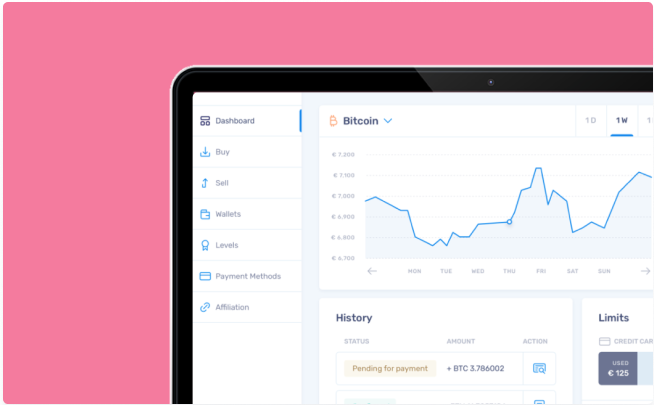 Dashboard
Buy
Sell
Wallets
Levels
Payment Methods
Affiliation
Bitcoin
1 D
1 W
€ 7.200
€ 7.100
€ 7.000
€ 6.900
€ 6.800
€ 6.700
MON TUE WED THU FRI SAT SUN
History
STATUS AMOUNT ACTION
Pending for payment + BTC 3.786002
Limits
CREDIT CAR
USED
€ 125